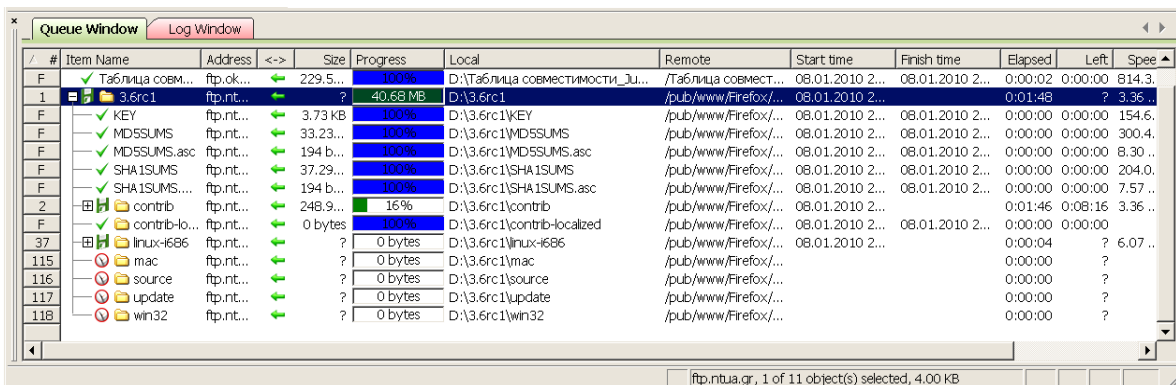 Queue Window Log Window
# Item Name Address <-> Size Progress Local Remote Start time Finish time Elapsed Left Spee
F Таблица совм... ftp.ok... 229.5... 100% D:\Таблица совместимости_Ju... /Таблица совмест... 08.01.2010 2... 08.01.2010 2... 0:00:02 0:00:00 814.3.
1 3.6rc1 ftp.nt... ? 40.68 MB D:\3.6rc1 /pub/www/Firefox/... 08.01.2010 2... 0:01:48 ? 3.36 ..
F KEY ftp.nt... 3.73 KB 100% D:\3.6rc1\KEY /pub/www/Firefox/... 08.01.2010 2... 08.01.2010 2... 0:00:00 0:00:00 154.6.
F MD5SUMS ftp.nt... 33.23... 100% D:\3.6rc1\MD5SUMS /pub/www/Firefox/... 08.01.2010 2... 08.01.2010 2... 0:00:00 0:00:00 300.4.
F MD5SUMS.asc ftp.nt... 194 b... 100% D:\3.6rc1\MD5SUMS.asc /pub/www/Firefox/... 08.01.2010 2... 08.01.2010 2... 0:00:00 0:00:00 8.30 ..
F SHA1SUMS ftp.nt... 37.29... 100% D:\3.6rc1\SHA1SUMS /pub/www/Firefox/... 08.01.2010 2... 08.01.2010 2... 0:00:00 0:00:00 204.0.
F SHA1SUMS.... ftp.nt... 194 b... 100% D:\3.6rc1\SHA1SUMS.asc /pub/www/Firefox/... 08.01.2010 2... 08.01.2010 2... 0:00:00 0:00:00 7.57 ..
2 contrib ftp.nt... 248.9... 16% D:\3.6rc1\contrib /pub/www/Firefox/... 08.01.2010 2... 0:01:46 0:08:16 3.36 ..
F contrib-lo... ftp.nt... 0 bytes 100% D:\3.6rc1\contrib-localized /pub/www/Firefox/... 08.01.2010 2... 08.01.2010 2... 0:00:00 0:00:00
37 linux-i686 ftp.nt... ? 0 bytes D:\3.6rc1\linux-i686 /pub/www/Firefox/... 08.01.2010 2... 0:00:04 ? 6.07 ..
115 mac ftp.nt... ? 0 bytes D:\3.6rc1\mac /pub/www/Firefox/... 0:00:00 ?
116 source ftp.nt... ? 0 bytes D:\3.6rc1\source /pub/www/Firefox/... 0:00:00 ?
117 update ftp.nt... ? 0 bytes D:\3.6rc1\update /pub/www/Firefox/... 0:00:00 ?
118 win32 ftp.nt... ? 0 bytes D:\3.6rc1\win32 /pub/www/Firefox/... 0:00:00 ?
ftp.ntua.gr, 1 of 11 object(s) selected, 4.00 KB